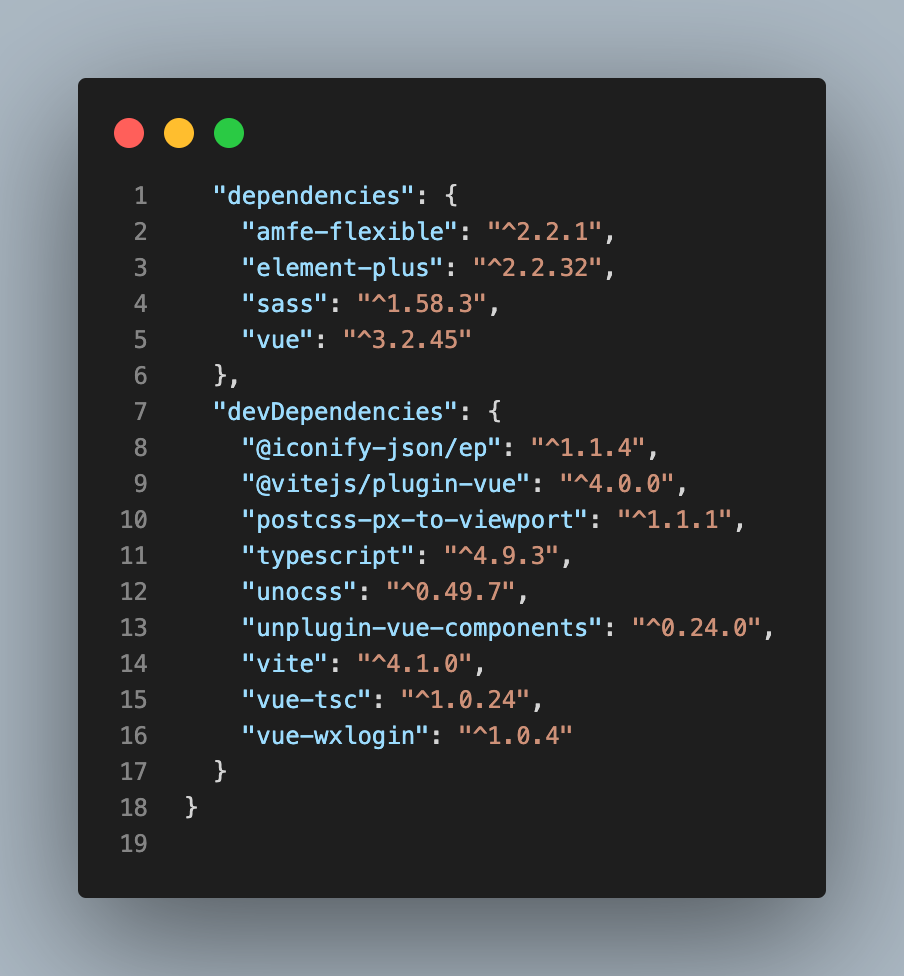 1 "dependencies": {
2 "amfe-flexible": "^2.2.1",
3 "element-plus": "^2.2.32",
4 "sass": "^1.58.3",
5 "vue": "^3.2.45"
6 },
7 "devDependencies": {
8 "@iconify-json/ep": "^1.1.4",
9 "@vitejs/plugin-vue": "^4.0.0",
10 "postcss-px-to-viewport": "^1.1.1",
11 "typescript": "^4.9.3",
12 "unocss": "^0.49.7",
13 "unplugin-vue-components": "^0.24.0",
14 "vite": "^4.1.0",
15 "vue-tsc": "^1.0.24",
16 "vue-wxlogin": "^1.0.4"
17 }
18 }
19